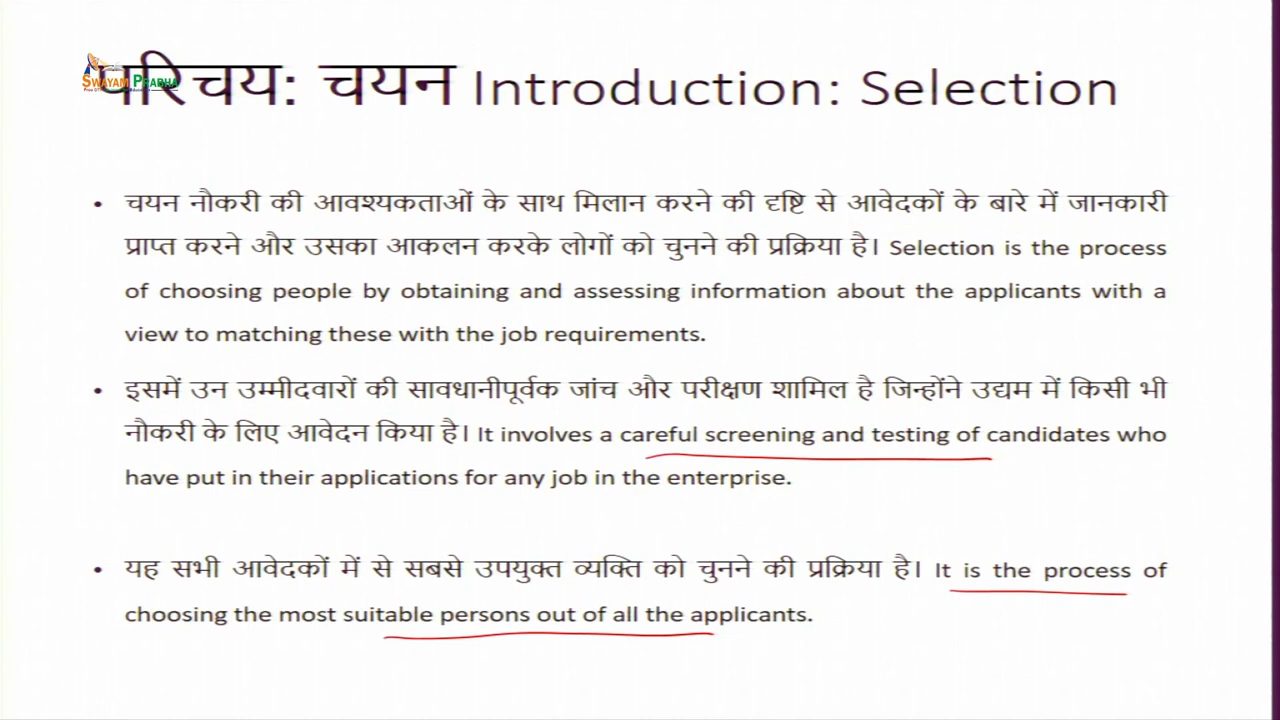 परिचय: चयन Introduction: Selection
SWAYAM PRABHA
• चयन नौकरी की आवश्यकताओं के साथ मिलान करने की दृष्टि से आवेदकों के बारे में जानकारी
प्राप्त करने और उसका आकलन करके लोगों को चुनने की प्रक्रिया है। Selection is the process
of choosing people by obtaining and assessing information about the applicants with a
view to matching these with the job requirements.
• इसमें उन उम्मीदवारों की सावधानीपूर्वक जांच और परीक्षण शामिल है जिन्होंने उद्यम में किसी भी
नौकरी के लिए आवेदन किया है। It involves a careful screening and testing of candidates who
have put in their applications for any job in the enterprise.
• यह सभी आवेदकों में से सबसे उपयुक्त व्यक्ति को चुनने की प्रक्रिया है। It is the process of
choosing the most suitable persons out of all the applicants.